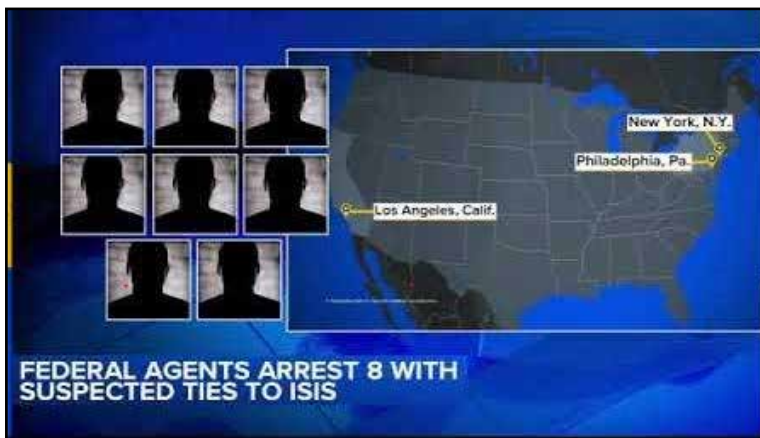 New York, N.Y.
Philadelphia, Pa.
Los Angeles, Calif.
FEDERAL AGENTS ARREST 8 WITH
SUSPECTED TIES TO ISIS